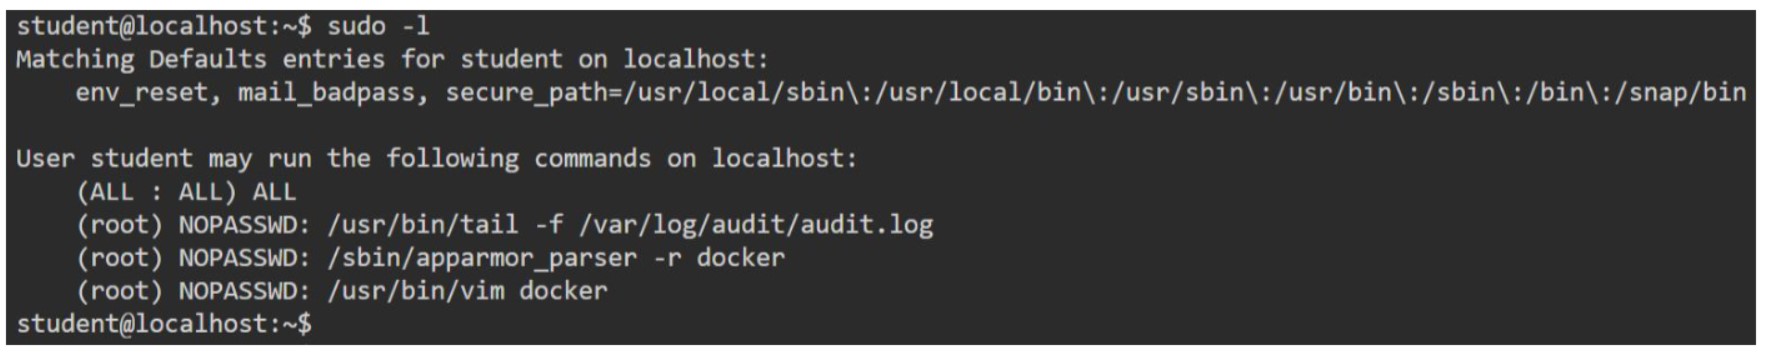 student@localhost:~$ sudo -l
Matching Defaults entries for student on localhost:
    env_reset, mail_badpass, secure_path=/usr/local/sbin\:/usr/local/bin\:/usr/sbin\:/usr/bin\:/sbin\:/bin\:/snap/bin

User student may run the following commands on localhost:
    (ALL : ALL) ALL
    (root) NOPASSWD: /usr/bin/tail -f /var/log/audit/audit.log
    (root) NOPASSWD: /sbin/apparmor_parser -r docker
    (root) NOPASSWD: /usr/bin/vim docker
student@localhost:~$